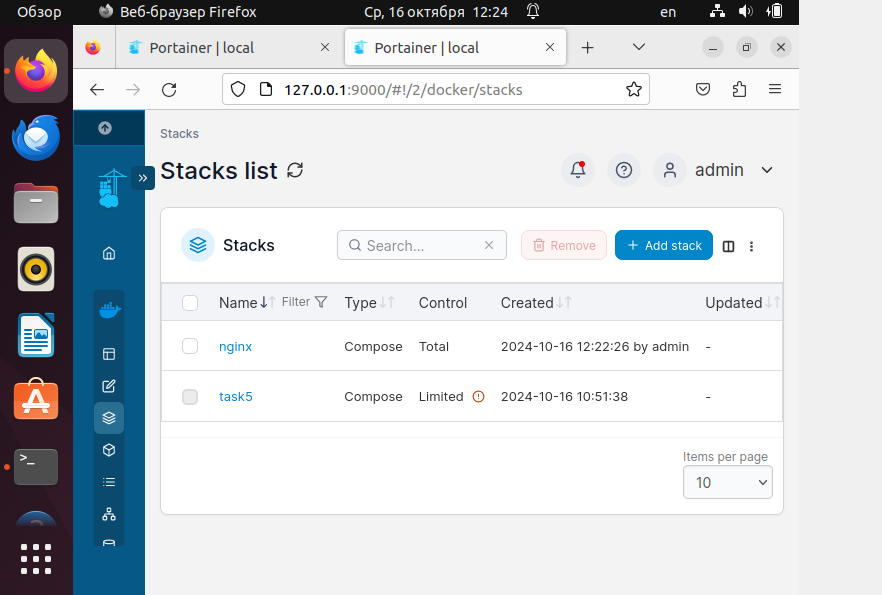 Обзор Веб-браузер Firefox Ср, 16 октября 12:24 en
Portainer | local Portainer | local
127.0.0.1:9000/#!/2/docker/stacks
Stacks
Stacks list
admin
Stacks
Search...
Remove
Add stack
Name Filter Type Control Created Updated
nginx Compose Total 2024-10-16 12:22:26 by admin -
task5 Compose Limited 2024-10-16 10:51:38 -
Items per page
10